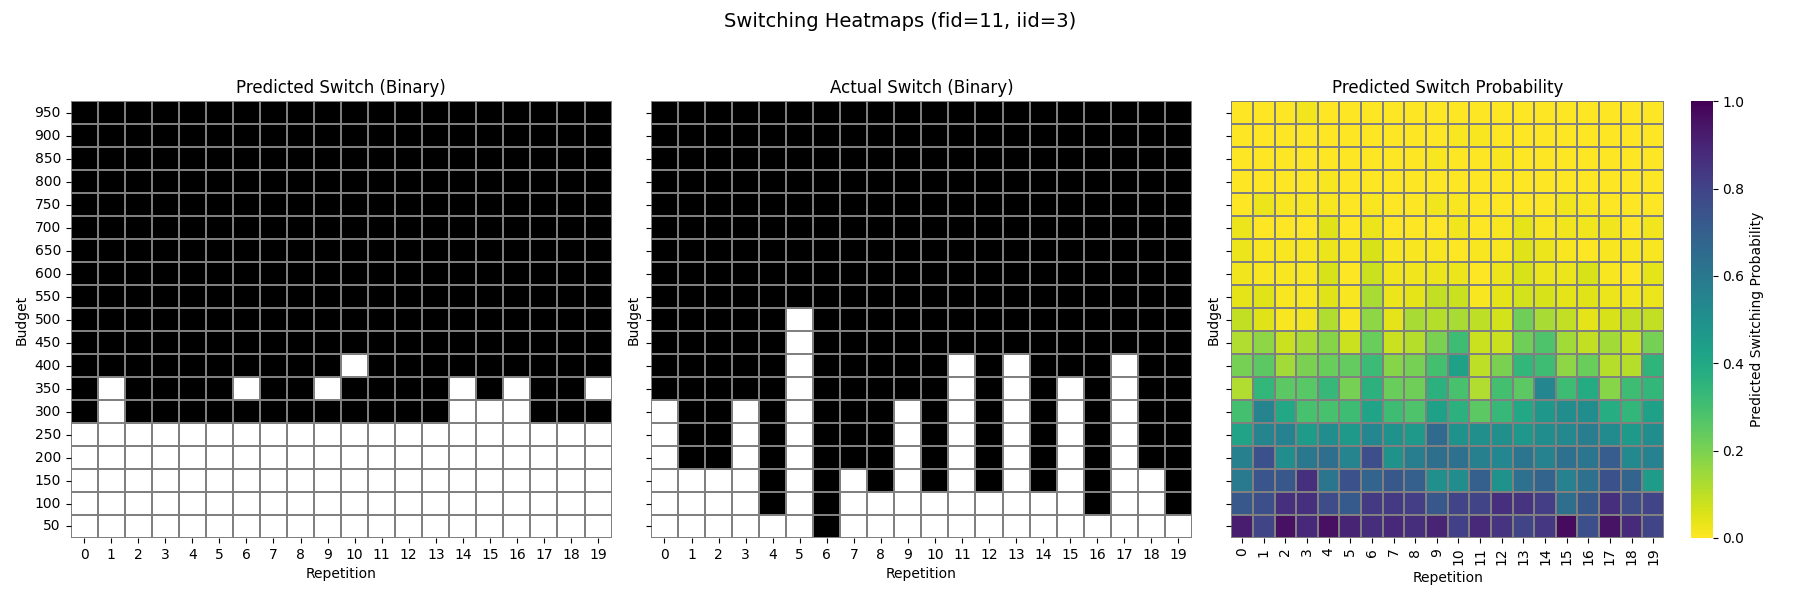 Switching Heatmaps (fid=11, iid=3)
Predicted Switch (Binary)
Budget
950
900
850
800
750
700
650
600
550
500
450
400
350
300
250
200
150
100
50
0 1 2 3 4 5 6 7 8 9 10 11 12 13 14 15 16 17 18 19
Repetition
Actual Switch (Binary)
Budget
0 1 2 3 4 5 6 7 8 9 10 11 12 13 14 15 16 17 18 19
Repetition
Predicted Switch Probability
Budget
0 1 2 3 4 5 6 7 8 9 10 11 12 13 14 15 16 17 18 19
Repetition
1.0
0.8
0.6
0.4
0.2
0.0
Predicted Switching Probability